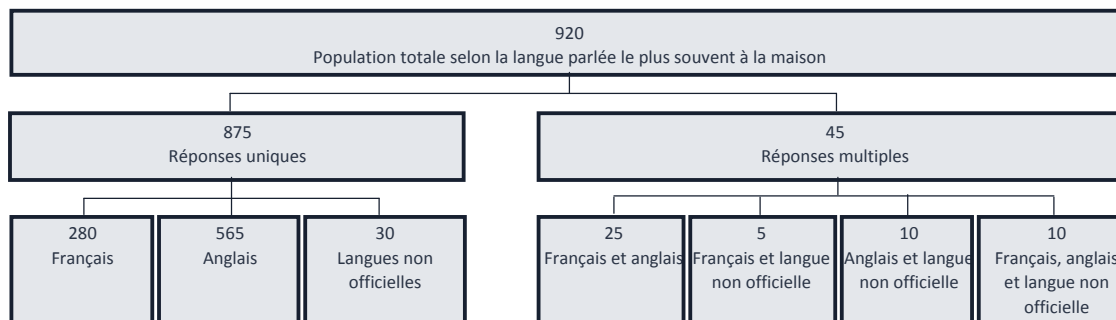 920
Population totale selon la langue parlée le plus souvent à la maison
875
Réponses uniques
45
Réponses multiples
280
Français
565
Anglais
30
Langues non
officielles
25
Français et anglais
5
Français et langue
non officielle
10
Anglais et langue
non officielle
10
Français, anglais
et langue non
officielle